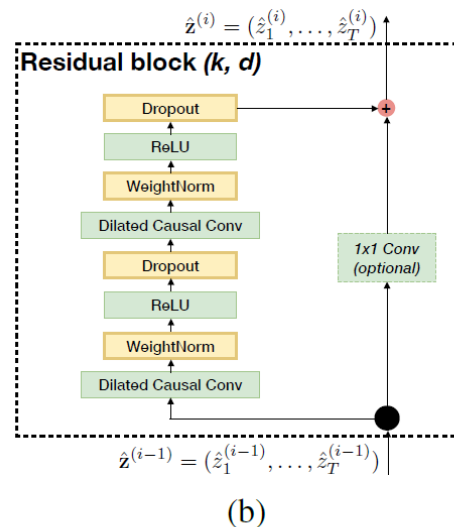 ẑ^(i) = (ẑ_1^(i), . . . , ẑ_T^(i))
Residual block (k, d)
Dropout
+
ReLU
WeightNorm
Dilated Causal Conv
1x1 Conv
(optional)
Dropout
ReLU
WeightNorm
Dilated Causal Conv
ẑ^(i−1) = (ẑ_1^(i−1), . . . , ẑ_T^(i−1))
(b)